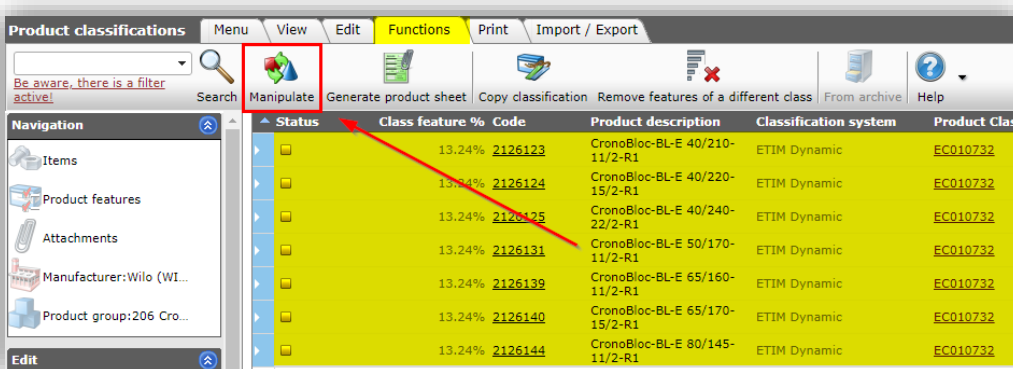 Product classifications Menu View Edit Functions Print Import / Export
Be aware, there is a filter
active!
Search Manipulate Generate product sheet Copy classification Remove features of a different class From archive Help
Navigation
Items
Product features
Attachments
Manufacturer:Wilo (WI...
Product group:206 Cro...
Edit
Status Class feature % Code Product description Classification system Product Clas
13.24% 2126123 CronoBloc-BL-E 40/210- ETIM Dynamic EC010732
11/2-R1
13.24% 2126124 CronoBloc-BL-E 40/220- ETIM Dynamic EC010732
15/2-R1
13.24% 2126125 CronoBloc-BL-E 40/240- ETIM Dynamic EC010732
22/2-R1
13.24% 2126131 CronoBloc-BL-E 50/170- ETIM Dynamic EC010732
11/2-R1
13.24% 2126139 CronoBloc-BL-E 65/160- ETIM Dynamic EC010732
11/2-R1
13.24% 2126140 CronoBloc-BL-E 65/170- ETIM Dynamic EC010732
15/2-R1
13.24% 2126144 CronoBloc-BL-E 80/145- ETIM Dynamic EC010732
11/2-R1